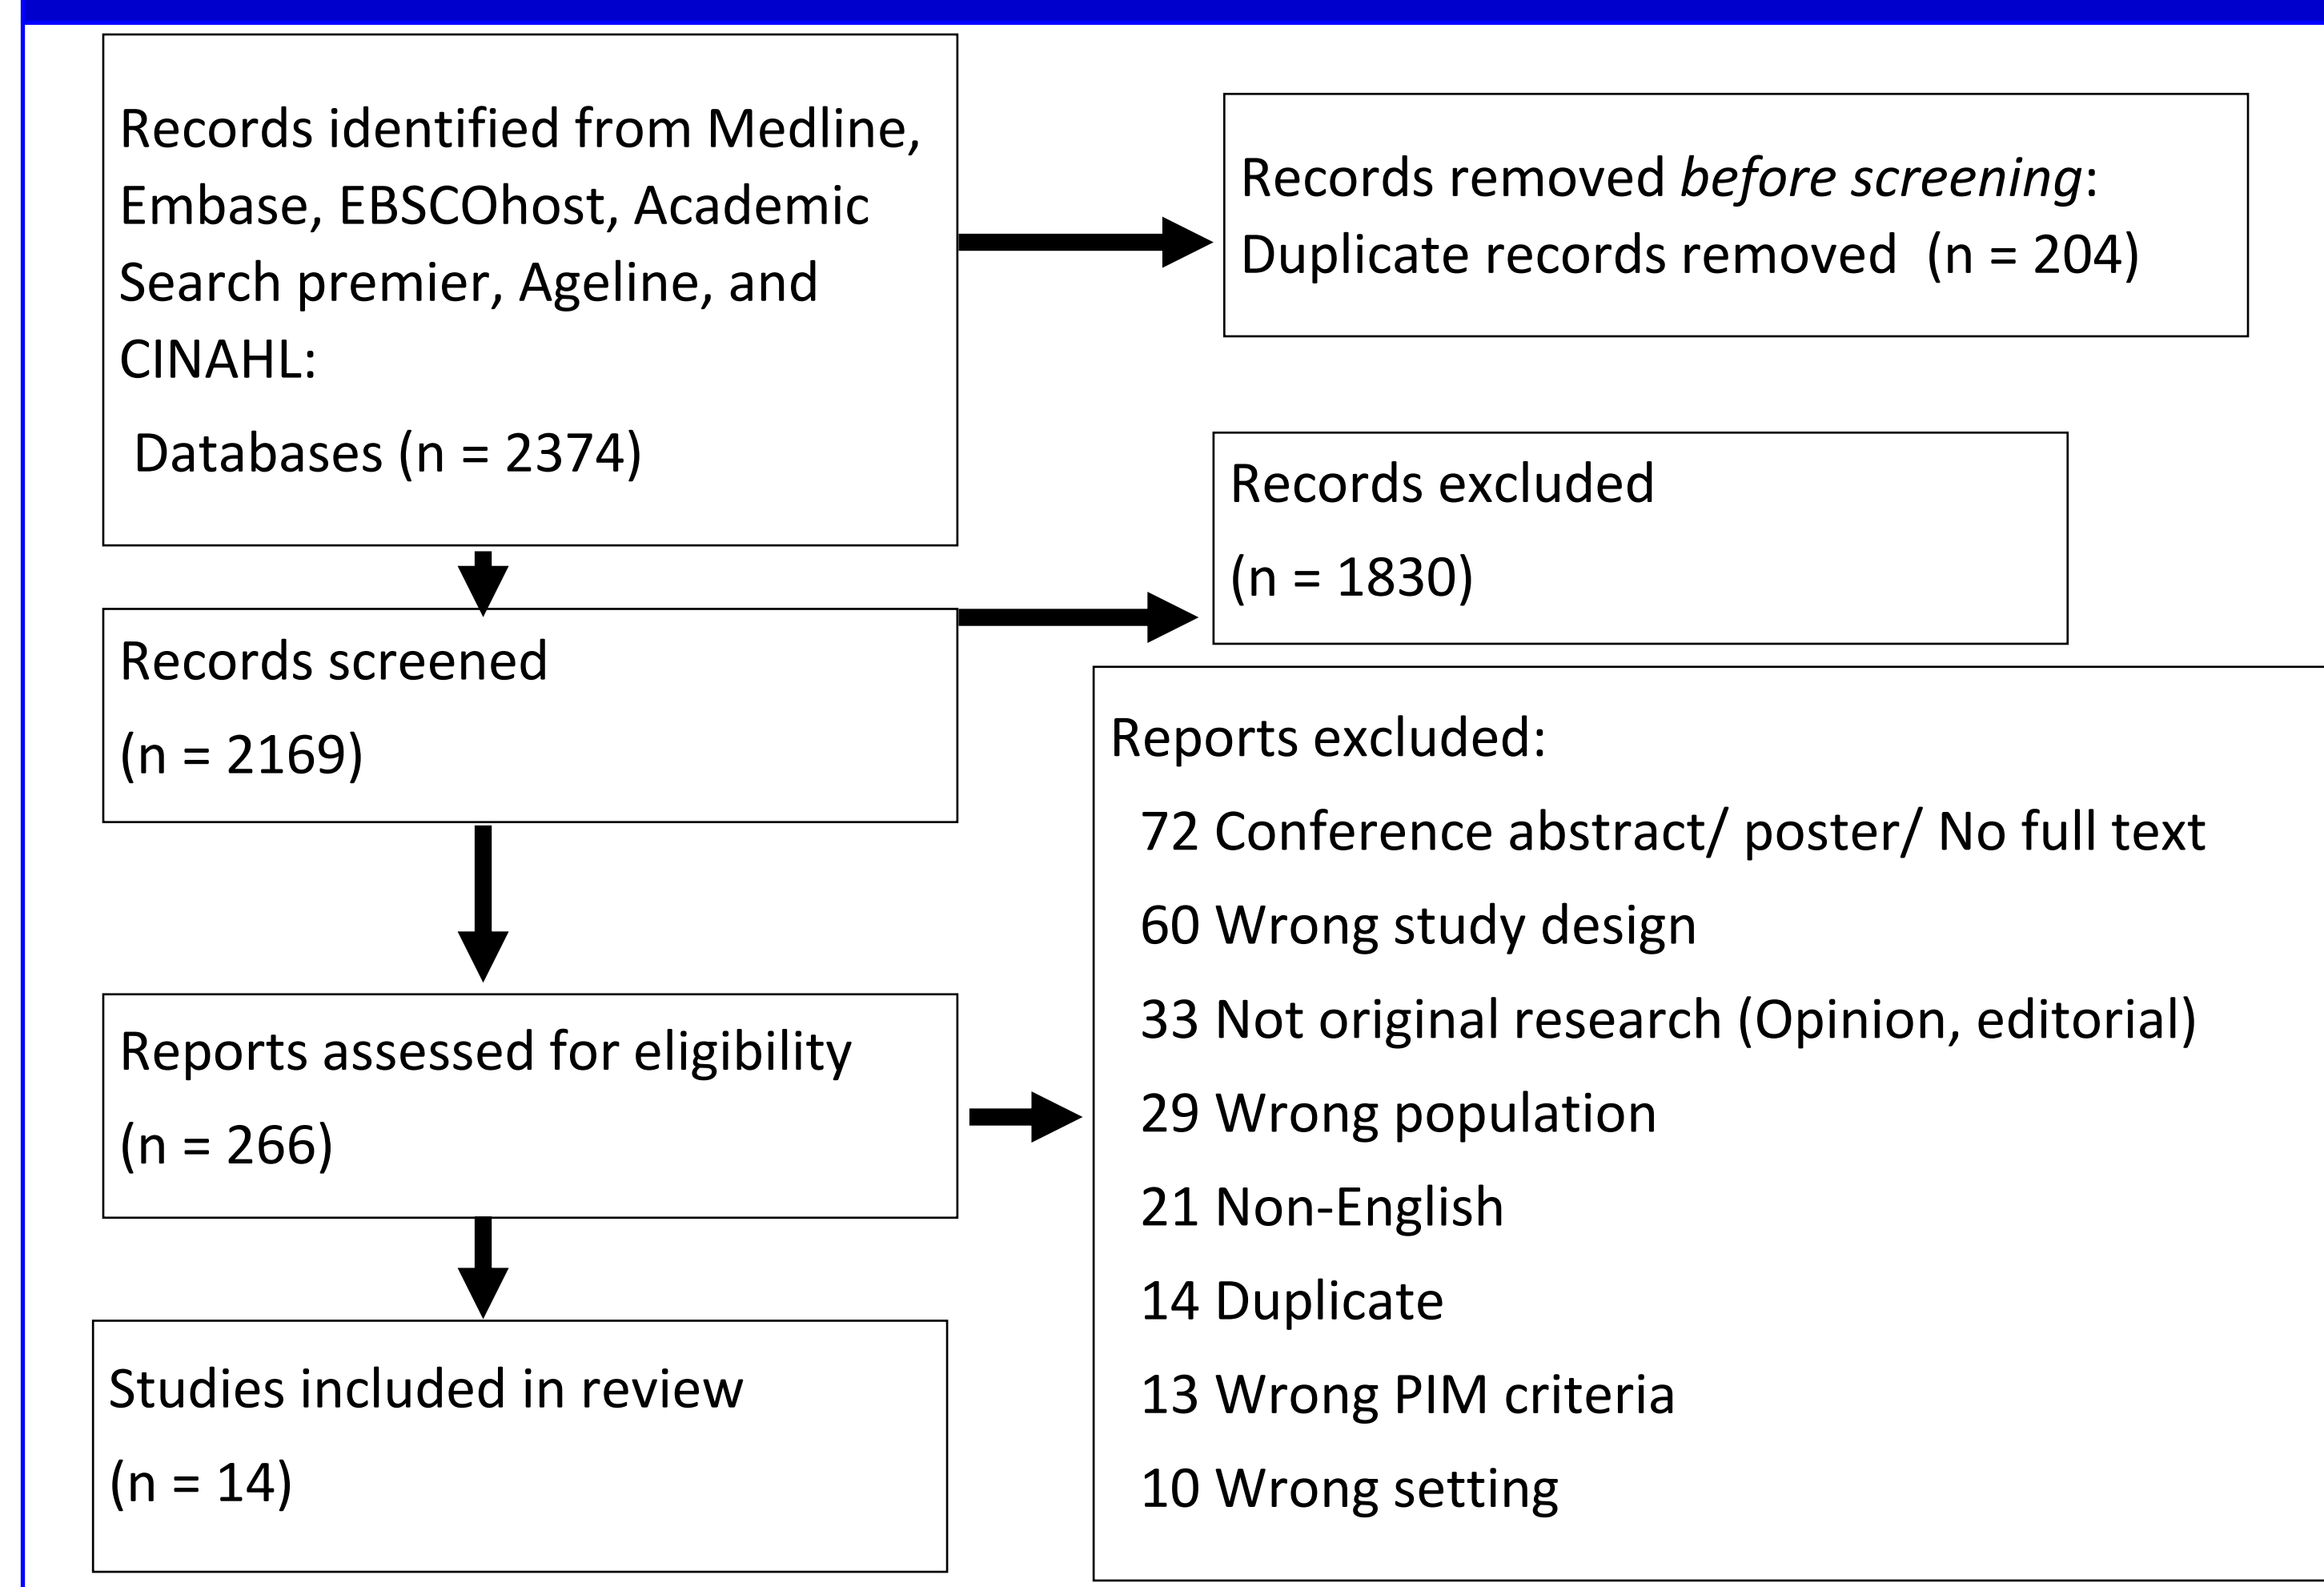 Records identified from Medline,
Embase, EBSCOHost, Academic
Search premier, Ageline, and
CINAHL:
Databases (n = 2374)
Records removed before screening:
Duplicate records removed  (n = 204)
Records excluded
(n = 1830)
Records screened
(n = 2169)
Reports assessed for eligibility
(n = 266)
Reports excluded:
72 Conference abstract/ poster/ No full text
60 Wrong study design
33 Not original research (Opinion, editorial)
29 Wrong population
21 Non-English
14 Duplicate
13 Wrong PIM criteria
10 Wrong setting
Studies included in review
(n = 14)